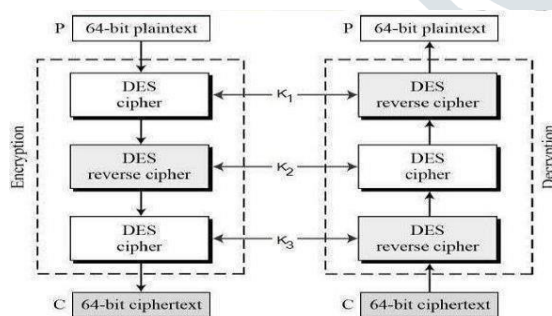 P 64-bit plaintext
Encryption
DES
cipher
DES
reverse cipher
DES
cipher
C 64-bit ciphertext
K1
K2
K3
P 64-bit plaintext
DES
reverse cipher
DES
cipher
DES
reverse cipher
Decryption
C 64-bit ciphertext